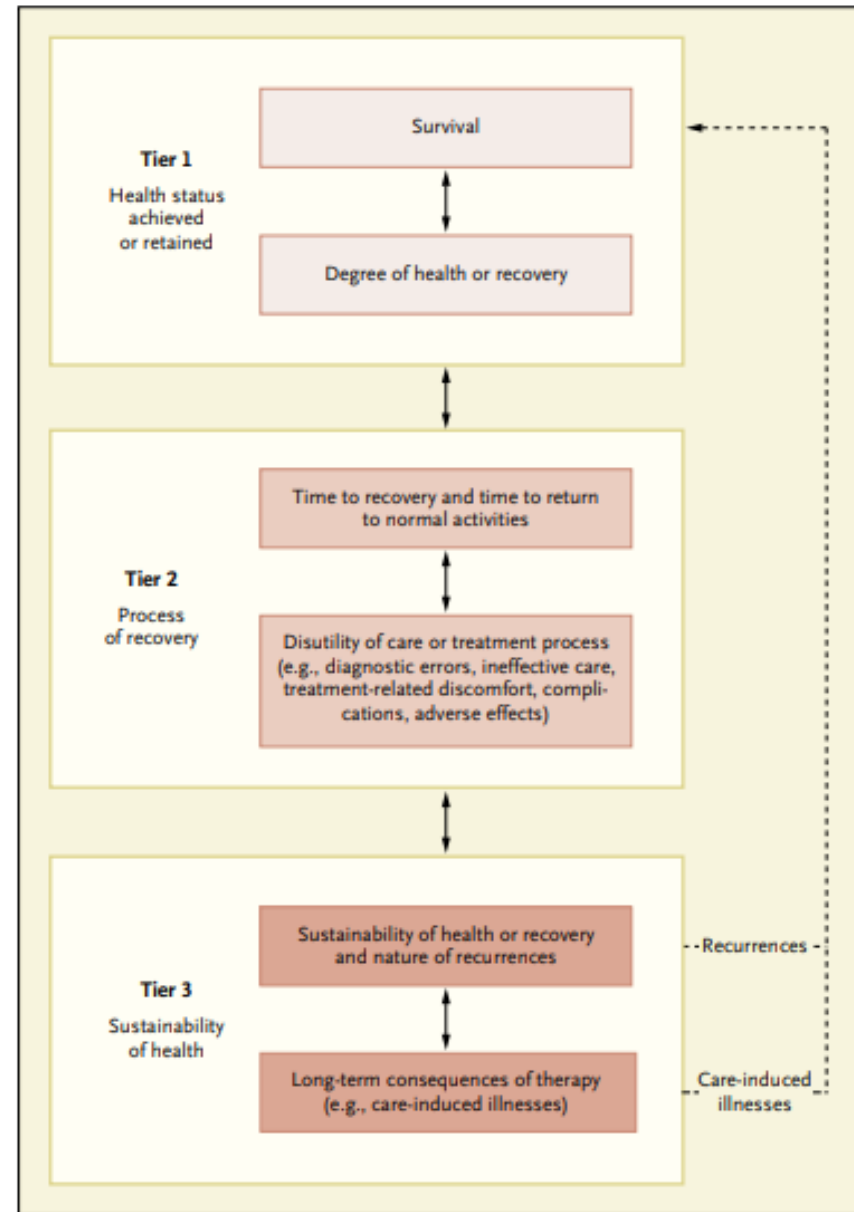 Survival
Tier 1
Health status
achieved
or retained
Degree of health or recovery
Time to recovery and time to return
to normal activities
Tier 2
Process
of recovery
Disutility of care or treatment process
(e.g., diagnostic errors, ineffective care,
treatment-related discomfort, compli-
cations, adverse effects)
Sustainability of health or recovery
and nature of recurrences
Recurrences
Tier 3
Sustainability
of health
Long-term consequences of therapy
(e.g., care-induced illnesses)
Care-induced
illnesses